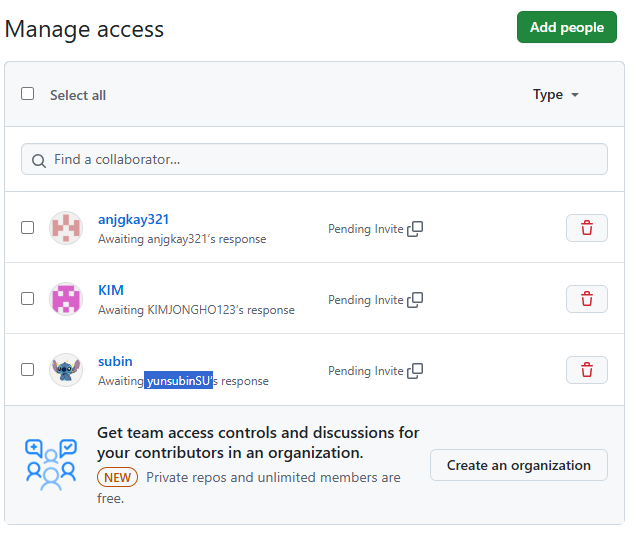 Manage access
Add people
Select all
Type
Find a collaborator...
anjgkay321
Awaiting anjgkay321's response
Pending Invite
KIM
Awaiting KIMJONGHO123's response
Pending Invite
subin
Awaiting yunsubinSU's response
Pending Invite
Get team access controls and discussions for
your contributors in an organization.
NEW Private repos and unlimited members are
free.
Create an organization